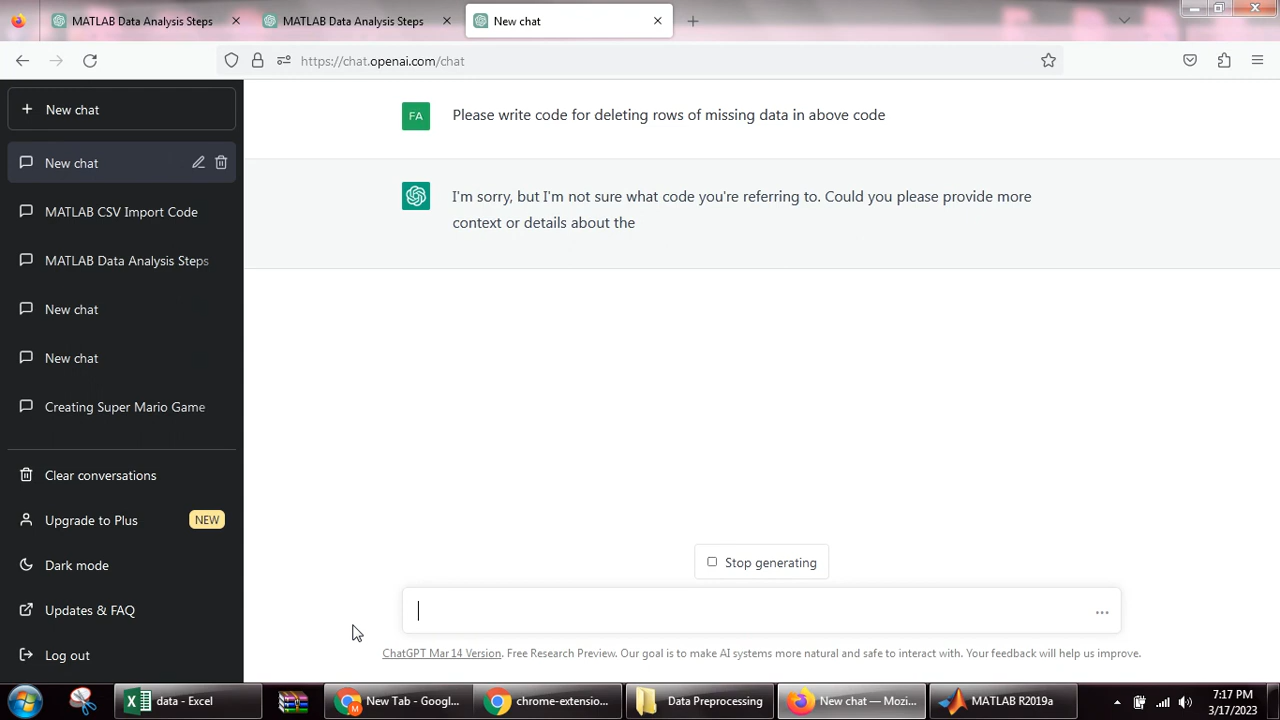 MATLAB Data Analysis Steps
MATLAB Data Analysis Steps
New chat
https://chat.openai.com/chat
New chat
New chat
MATLAB CSV Import Code
MATLAB Data Analysis Steps
New chat
New chat
Creating Super Mario Game
Clear conversations
Upgrade to Plus NEW
Dark mode
Updates & FAQ
Log out
FA
Please write code for deleting rows of missing data in above code
I'm sorry, but I'm not sure what code you're referring to. Could you please provide more
context or details about the
Stop generating
ChatGPT Mar 14 Version. Free Research Preview. Our goal is to make AI systems more natural and safe to interact with. Your feedback will help us improve.
data - Excel
New Tab - Googl...
chrome-extensio...
Data Preprocessing
New chat — Mozi...
MATLAB R2019a
7:17 PM
3/17/2023